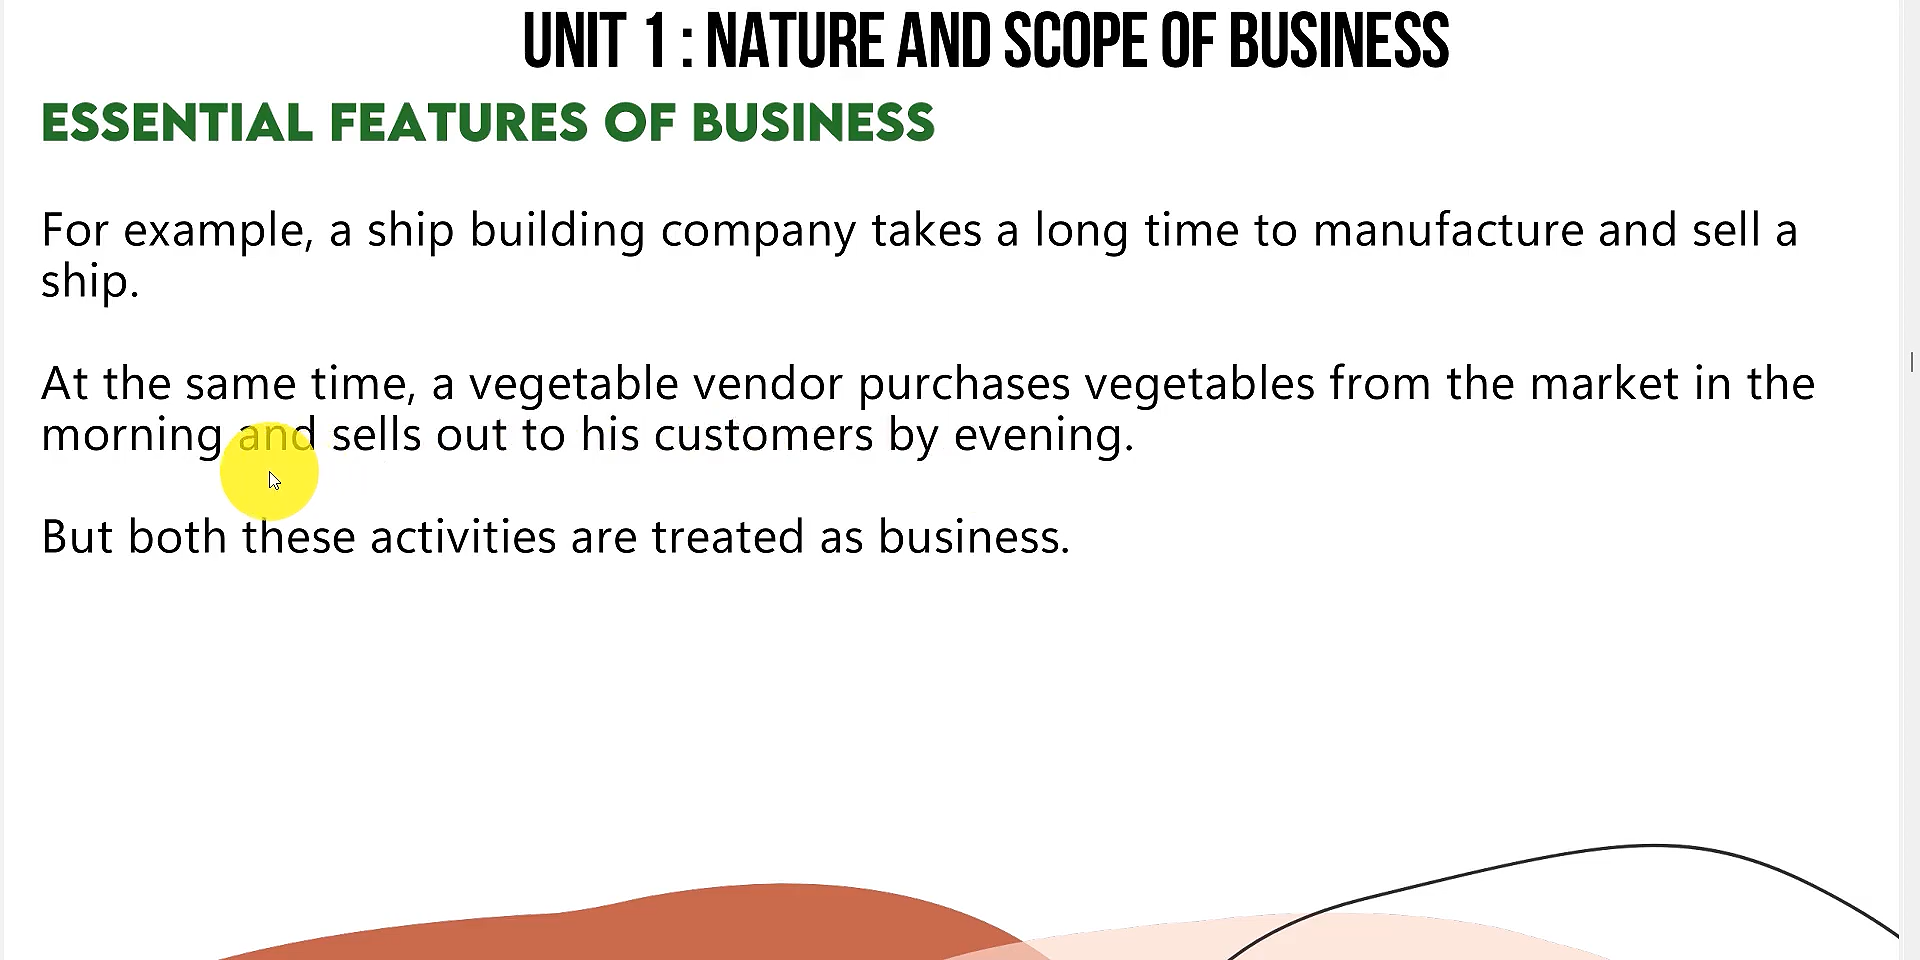 UNIT 1 : NATURE AND SCOPE OF BUSINESS
ESSENTIAL FEATURES OF BUSINESS
For example, a ship building company takes a long time to manufacture and sell a
ship.
At the same time, a vegetable vendor purchases vegetables from the market in the
morning and sells out to his customers by evening.
But both these activities are treated as business.